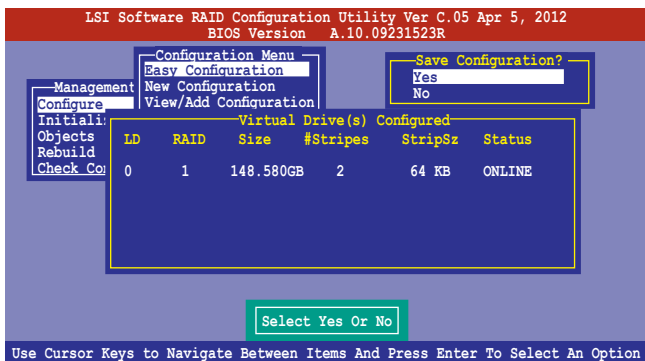 LSI Software RAID Configuration Utility Ver C.05 Apr 5, 2012
BIOS Version A.10.09231523R
Configuration Menu
Easy Configuration
New Configuration
View/Add Configuration
Save Configuration?
Yes
No
Management
Configure
Initializ
Objects
Rebuild
Check Con
Virtual Drive(s) Configured
LD RAID Size #Stripes StripSz Status
0 1 148.580GB 2 64 KB ONLINE
Select Yes Or No
Use Cursor Keys to Navigate Between Items And Press Enter To Select An Option